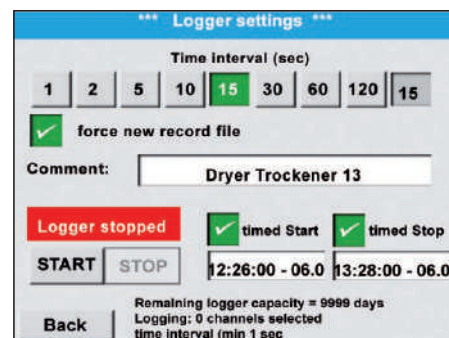 *** Logger settings ***
Time interval (sec)
1 2 5 10 15 30 60 120 15
force new record file
Comment: Dryer Trockener 13
Logger stopped timed Start timed Stop
START STOP 12:26:00 - 06.0 13:28:00 - 06.0
Remaining logger capacity = 9999 days
Back Logging: 0 channels selected
time interval (min 1 sec